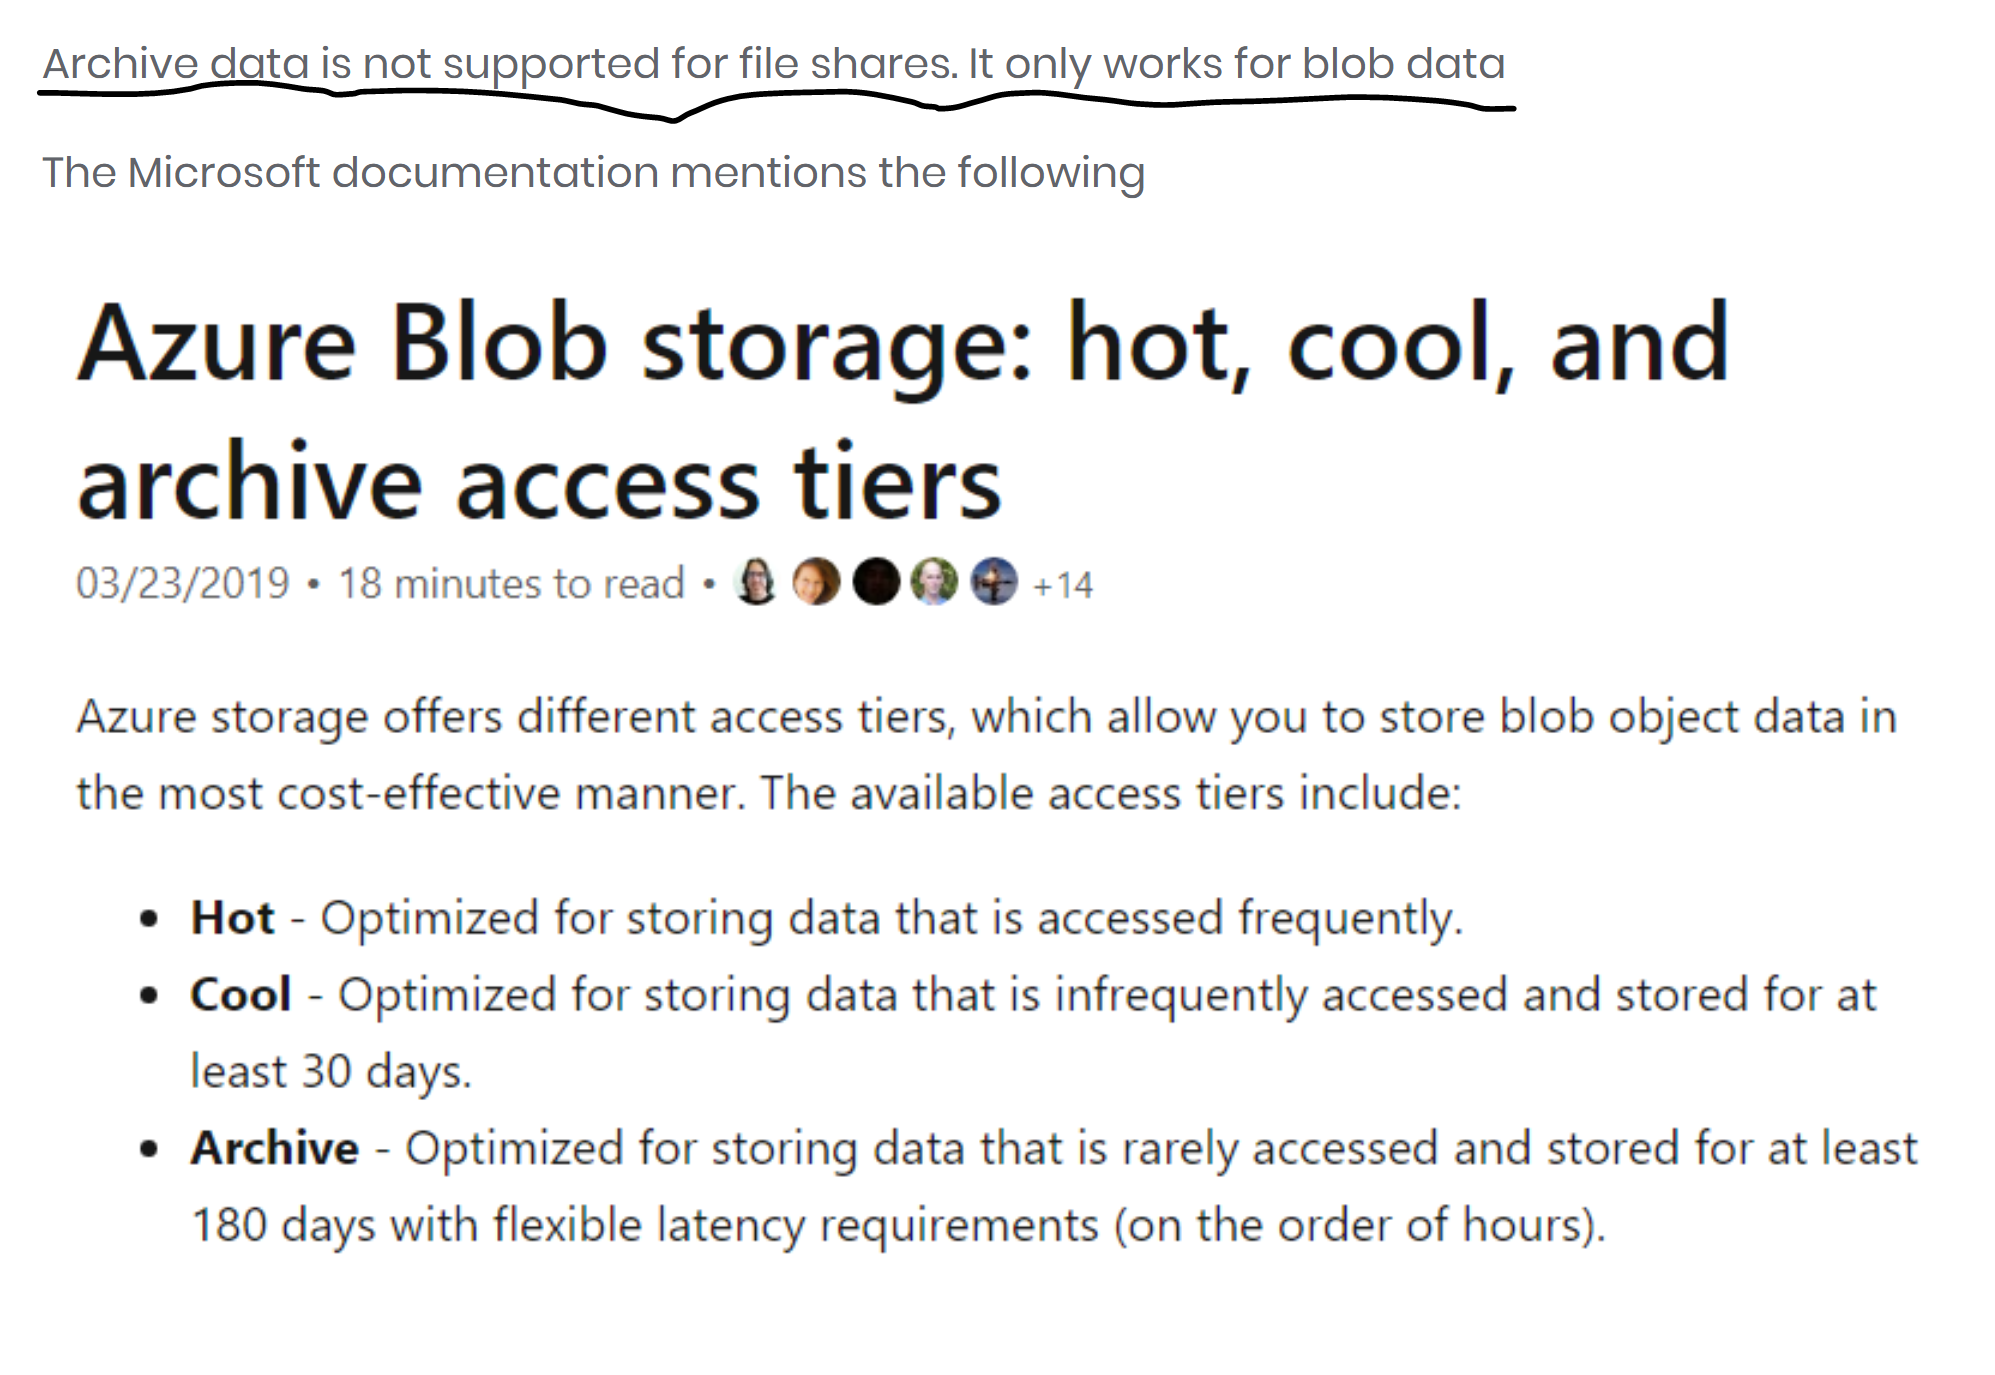 Archive data is not supported for file shares. It only works for blob data
The Microsoft documentation mentions the following
Azure Blob storage: hot, cool, and
archive access tiers
03/23/2019 • 18 minutes to read • +14
Azure storage offers different access tiers, which allow you to store blob object data in
the most cost-effective manner. The available access tiers include:
• Hot - Optimized for storing data that is accessed frequently.
• Cool - Optimized for storing data that is infrequently accessed and stored for at
least 30 days.
• Archive - Optimized for storing data that is rarely accessed and stored for at least
180 days with flexible latency requirements (on the order of hours).